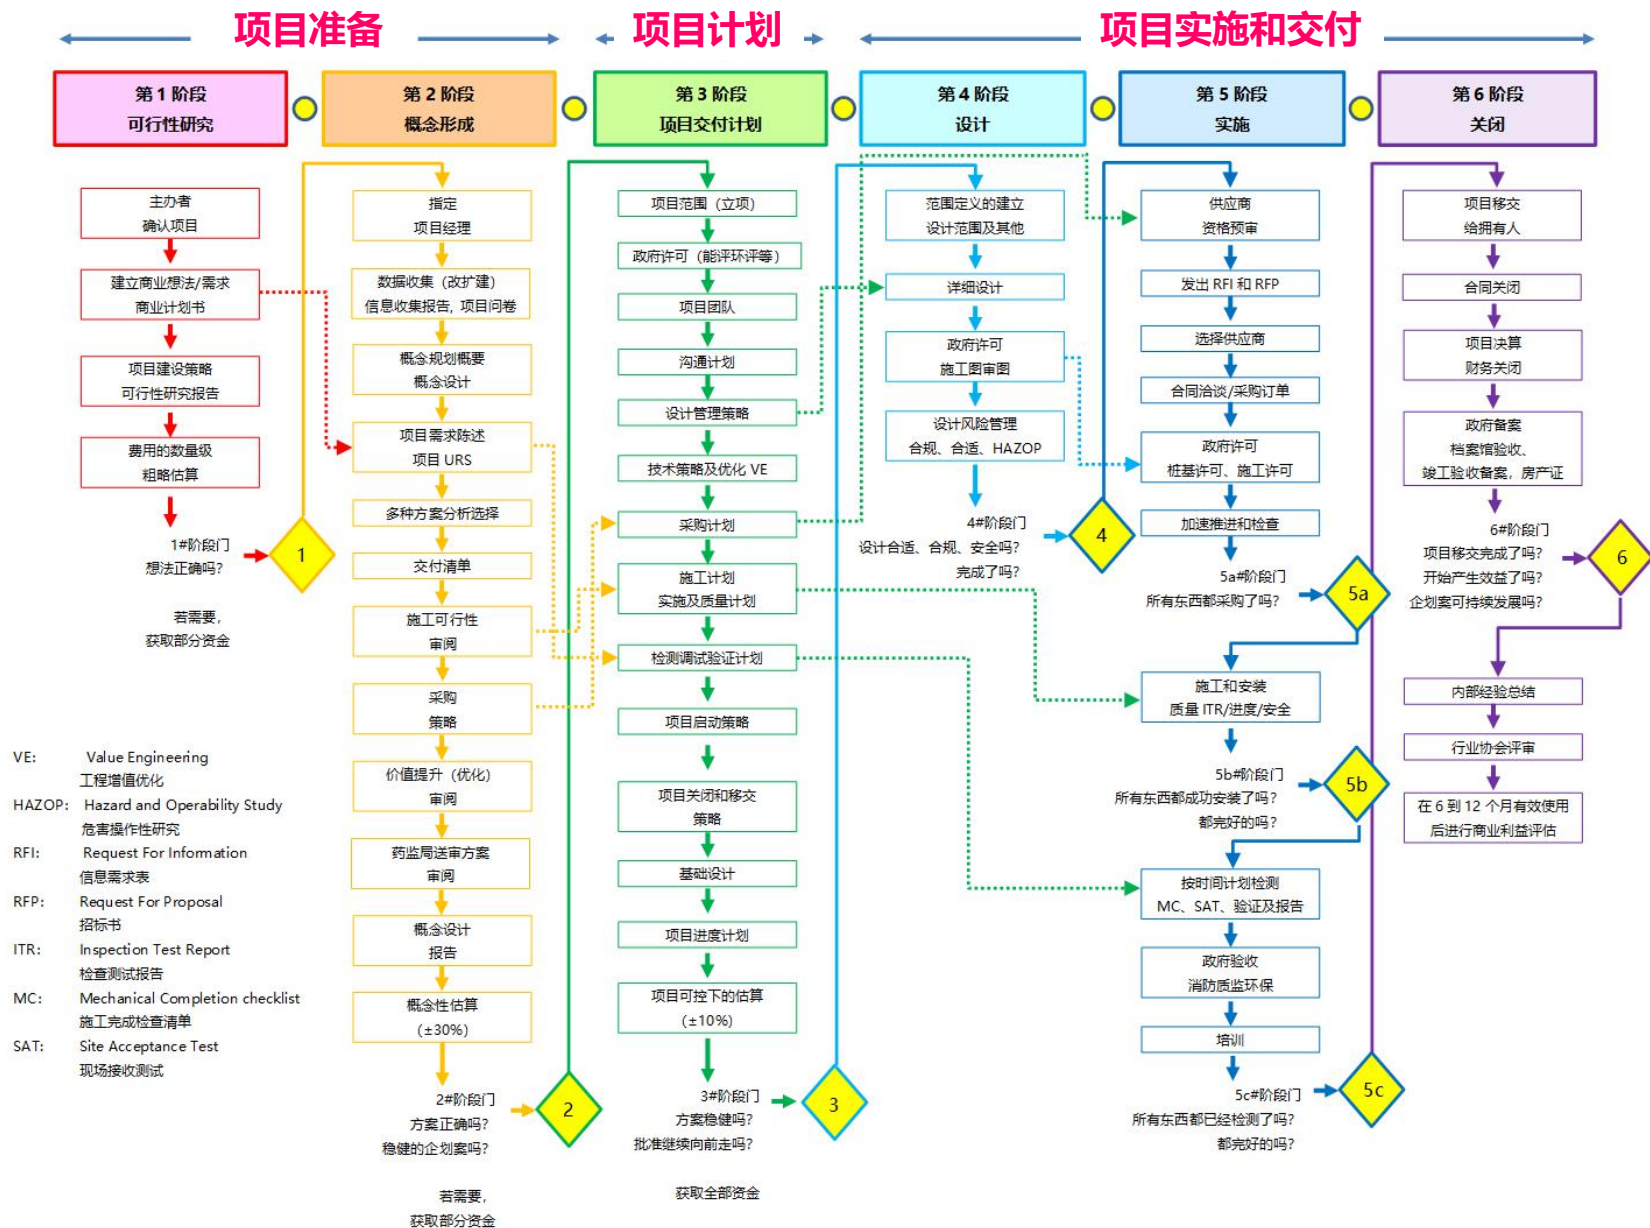 项目准备
项目计划
项目实施和交付
第 1 阶段
可行性研究
第 2 阶段
概念形成
第 3 阶段
项目交付计划
第 4 阶段
设计
第 5 阶段
实施
第 6 阶段
关闭
主办者
确认项目
建立商业想法/需求
商业计划书
项目建设策略
可行性研究报告
费用的数量级
粗略估算
1#阶段门
想法正确吗?
1
若需要,
获取部分资金
指定
项目经理
数据收集（改扩建）
信息收集报告, 项目问卷
概念规划概要
概念设计
项目需求陈述
项目 URS
多种方案分析选择
交付清单
施工可行性
审阅
采购
策略
价值提升（优化）
审阅
药监局送审方案
审阅
概念设计
报告
概念性估算
(±30%)
2#阶段门
方案正确吗?
稳健的企划案吗?
2
若需要,
获取部分资金
项目范围（立项）
政府许可（能评环评等）
项目团队
沟通计划
设计管理策略
技术策略及优化 VE
采购计划
施工计划
实施及质量计划
检测调试验证计划
项目启动策略
项目关闭和移交
策略
基础设计
项目进度计划
项目可控下的估算
(±10%)
3#阶段门
方案稳健吗?
批准继续向前走吗?
3
获取全部资金
范围定义的建立
设计范围及其他
详细设计
政府许可
施工图审图
设计风险管理
合规、合适、HAZOP
4#阶段门
设计合适、合规、安全吗?
完成了吗?
4
供应商
资格预审
发出 RFI 和 RFP
选择供应商
合同洽谈/采购订单
政府许可
桩基许可、施工许可
加速推进和检查
5a#阶段门
所有东西都采购了吗?
5a
施工和安装
质量 ITR/进度/安全
5b#阶段门
所有东西都成功安装了吗?
都完好的吗?
5b
按时间计划检测
MC、SAT、验证及报告
政府验收
消防质监环保
培训
5c#阶段门
所有东西都已经检测了吗?
都完好的吗?
5c
项目移交
给拥有人
合同关闭
项目决算
财务关闭
政府备案
档案馆验收、
竣工验收备案，房产证
6#阶段门
项目移交完成了吗?
开始产生效益了吗?
企划案可持续发展吗?
6
内部经验总结
行业协会评审
在 6 到 12 个月有效使用
后进行商业利益评估
VE: Value Engineering
工程增值优化
HAZOP: Hazard and Operability Study
危害操作性研究
RFI: Request For Information
信息需求表
RFP: Request For Proposal
招标书
ITR: Inspection Test Report
检查测试报告
MC: Mechanical Completion checklist
施工完成检查清单
SAT: Site Acceptance Test
现场接收测试